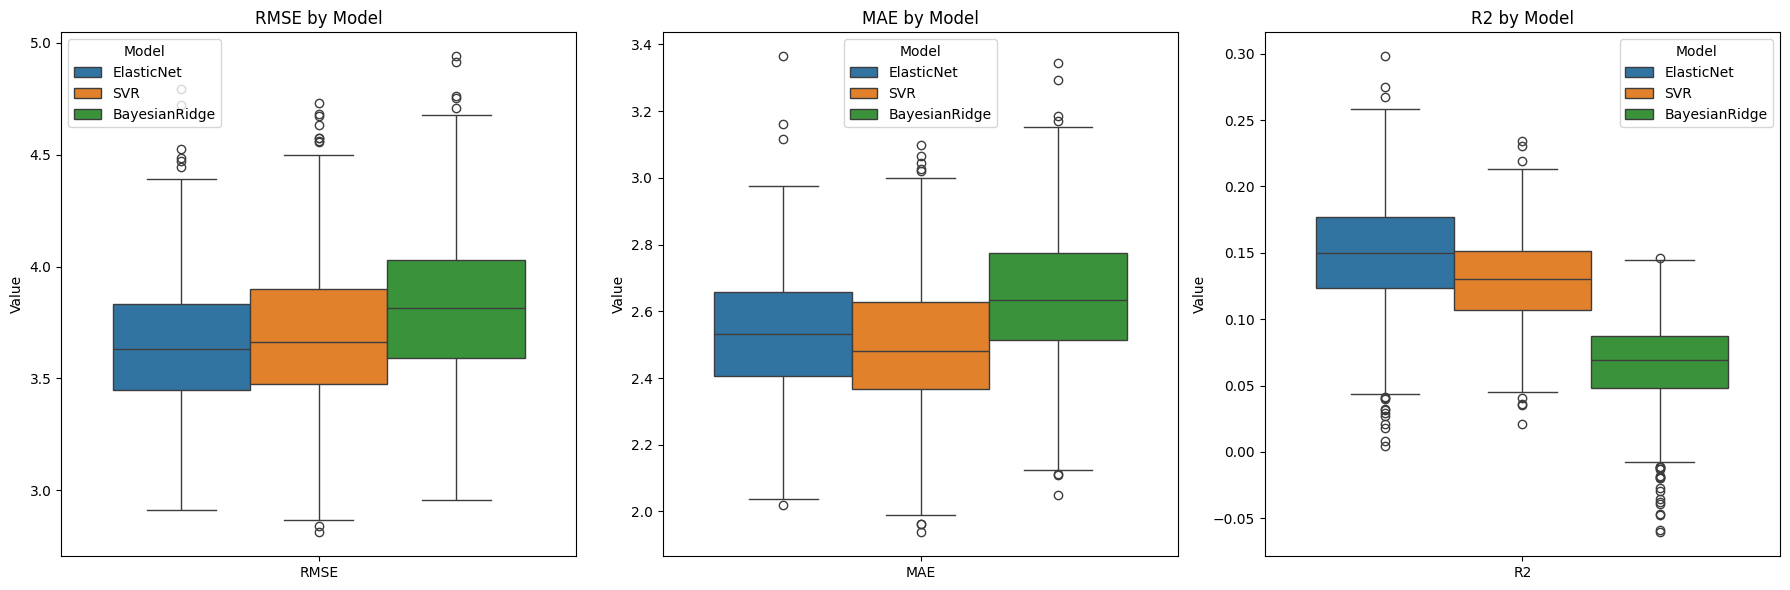 RMSE by Model
Model
ElasticNet
SVR
BayesianRidge
5.0
4.5
4.0
3.5
3.0
Value
RMSE
MAE by Model
Model
ElasticNet
SVR
BayesianRidge
3.4
3.2
3.0
2.8
2.6
2.4
2.2
2.0
Value
MAE
R2 by Model
Model
ElasticNet
SVR
BayesianRidge
0.30
0.25
0.20
0.15
0.10
0.05
0.00
−0.05
Value
R2